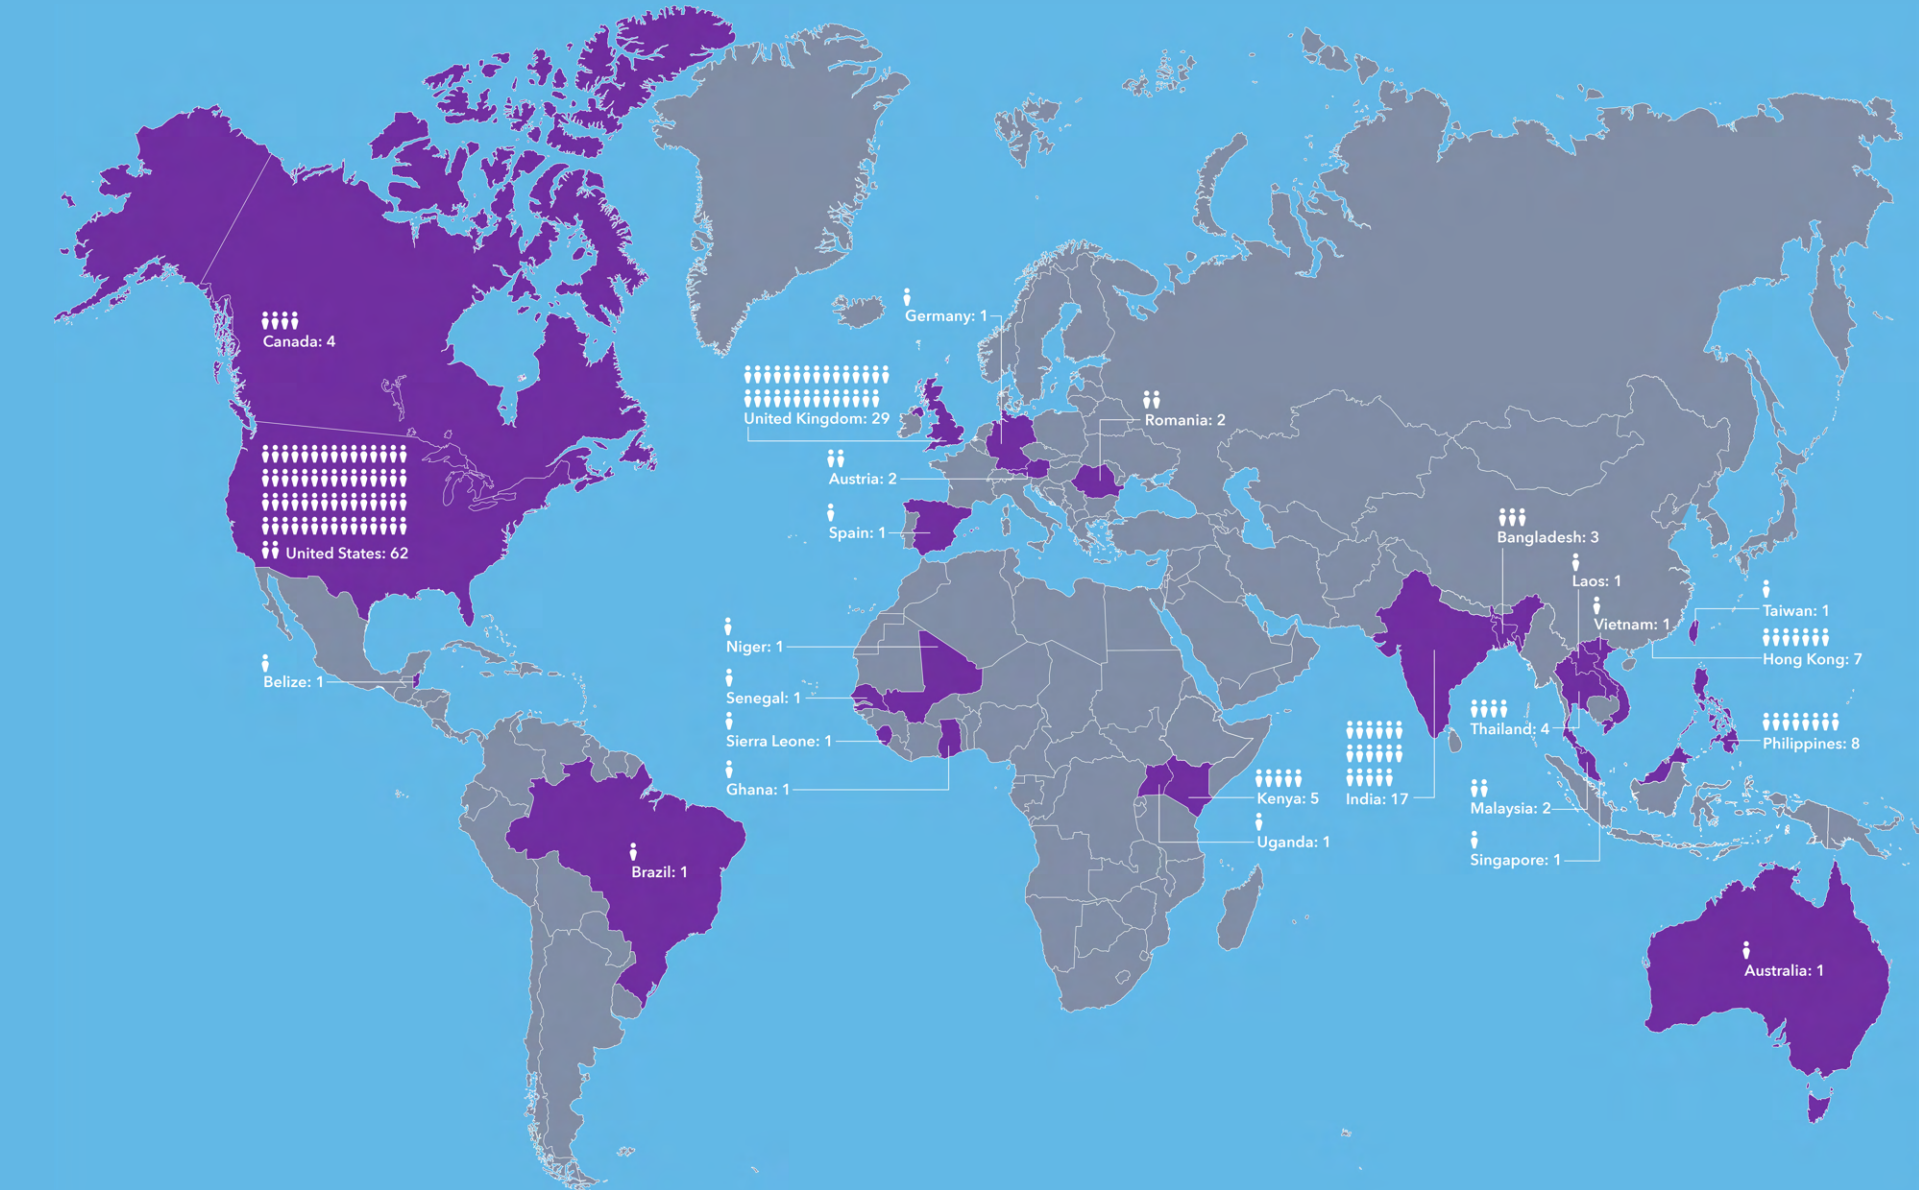 Canada: 4
United States: 62
Belize: 1
Brazil: 1
Germany: 1
United Kingdom: 29
Austria: 2
Spain: 1
Romania: 2
Niger: 1
Senegal: 1
Sierra Leone: 1
Ghana: 1
Kenya: 5
Uganda: 1
India: 17
Bangladesh: 3
Laos: 1
Vietnam: 1
Taiwan: 1
Hong Kong: 7
Thailand: 4
Philippines: 8
Malaysia: 2
Singapore: 1
Australia: 1